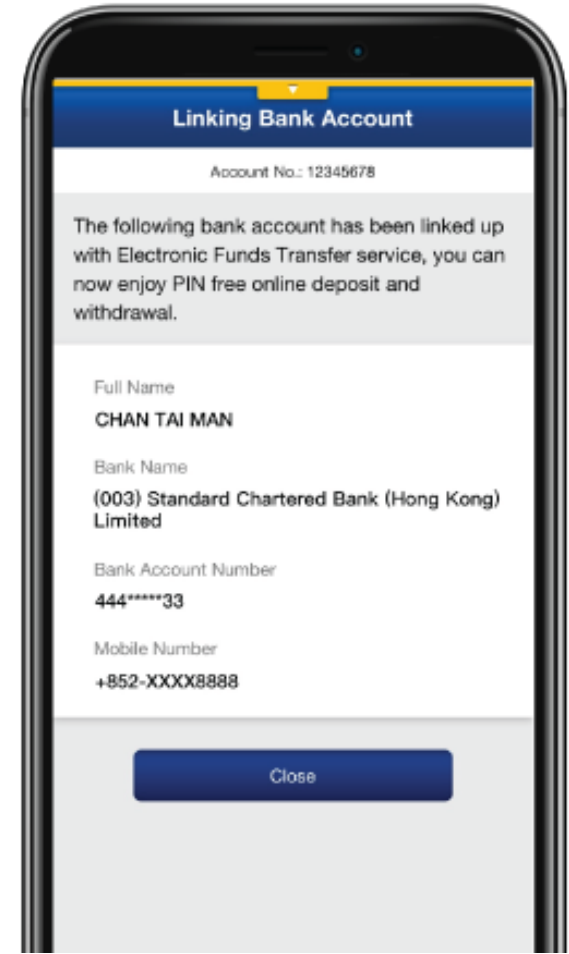 Linking Bank Account
Account No.: 12345678
The following bank account has been linked up
with Electronic Funds Transfer service, you can
now enjoy PIN free online deposit and
withdrawal.
Full Name
CHAN TAI MAN
Bank Name
(003) Standard Chartered Bank (Hong Kong)
Limited
Bank Account Number
444*****33
Mobile Number
+852-XXXX8888
Close